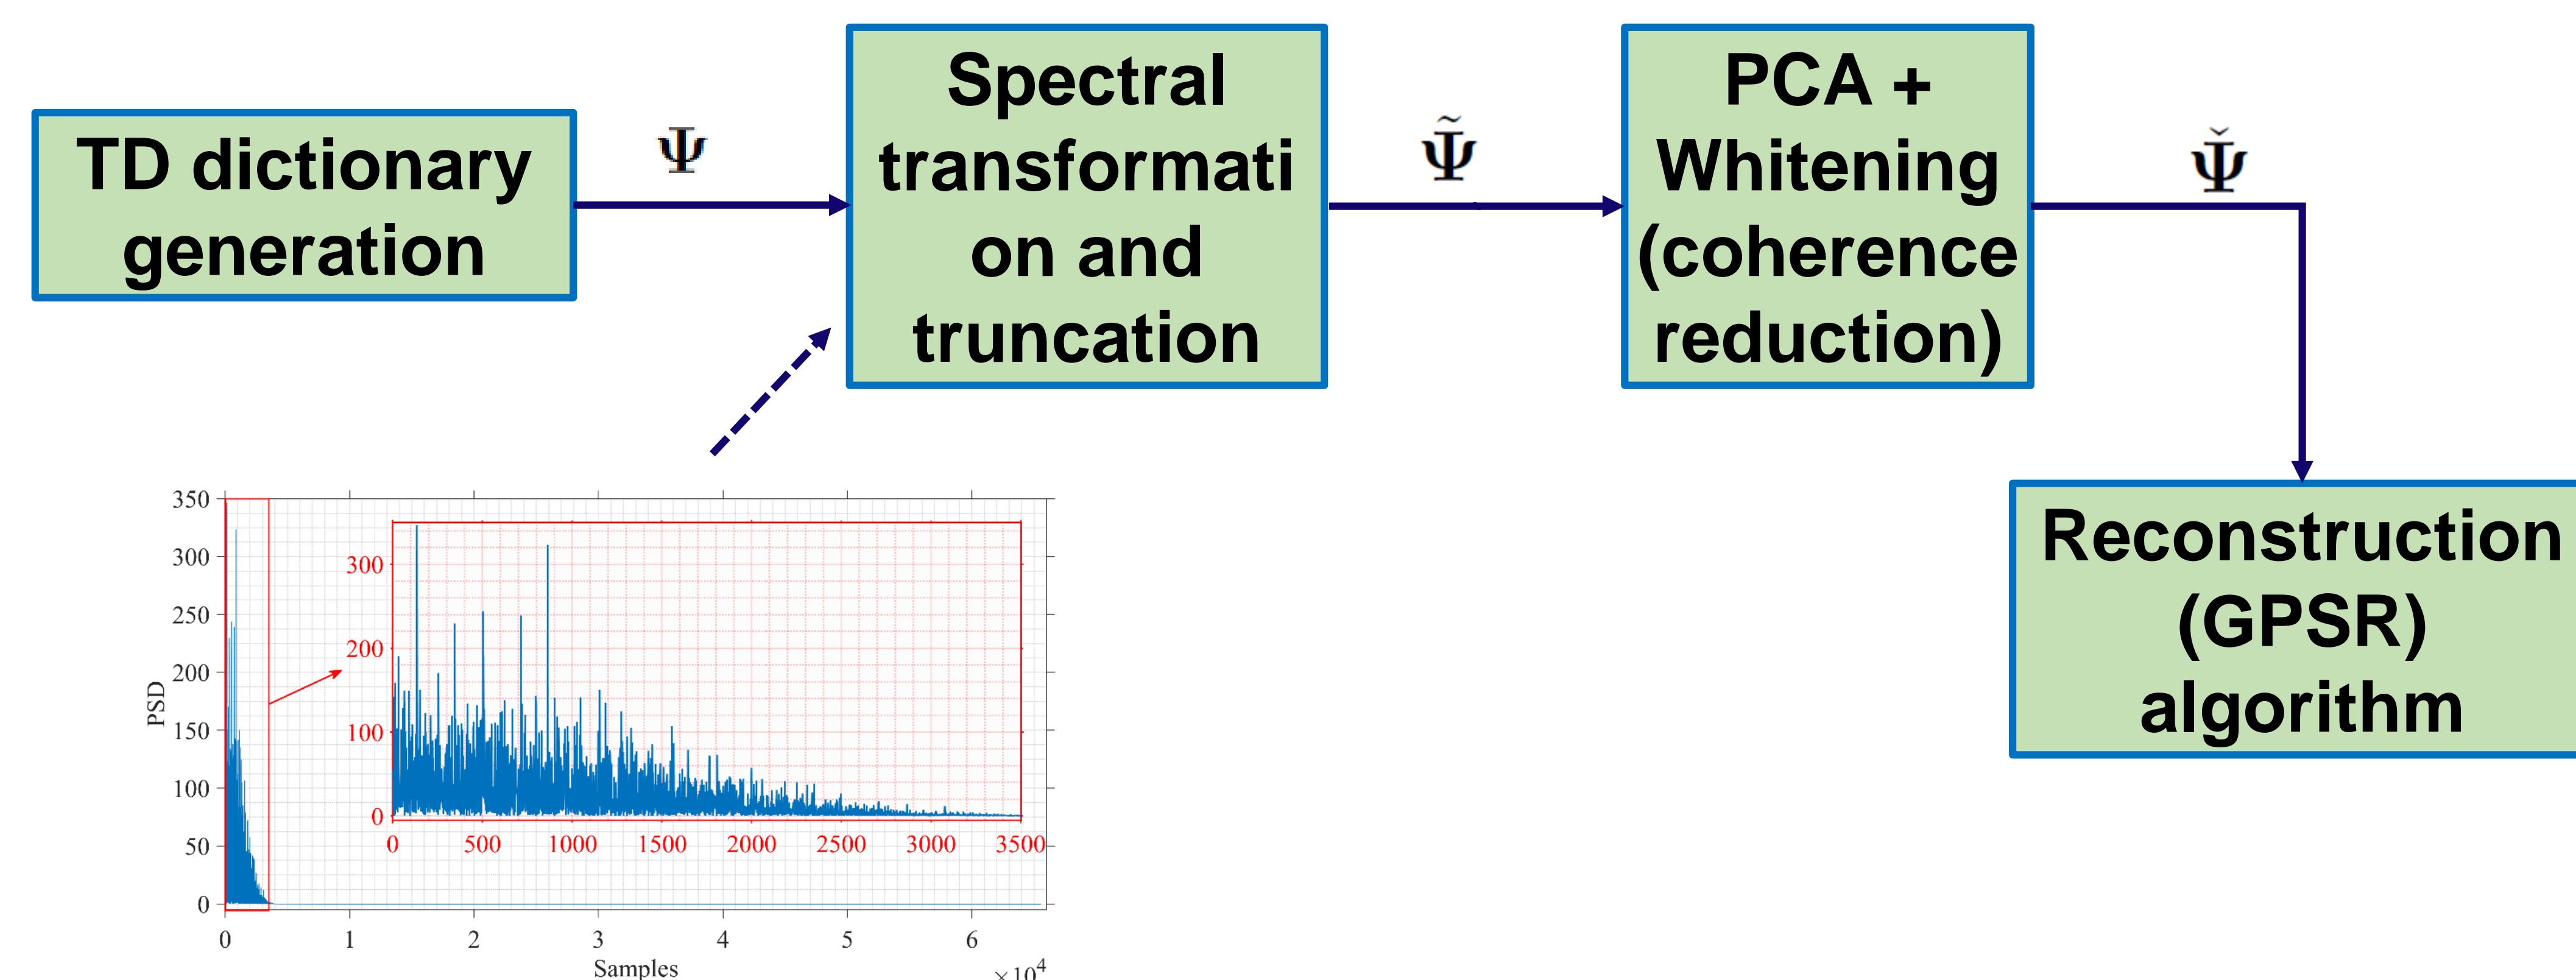 TD dictionary
generation
Ψ
Spectral
transformati
on and
truncation
Ψ̃
PCA +
Whitening
(coherence
reduction)
Ψ̌
Reconstruction
(GPSR)
algorithm
350
300
250
200
150
100
50
0
PSD
300
200
100
0
0 500 1000 1500 2000 2500 3000 3500
0 1 2 3 4 5 6
Samples
×10⁴